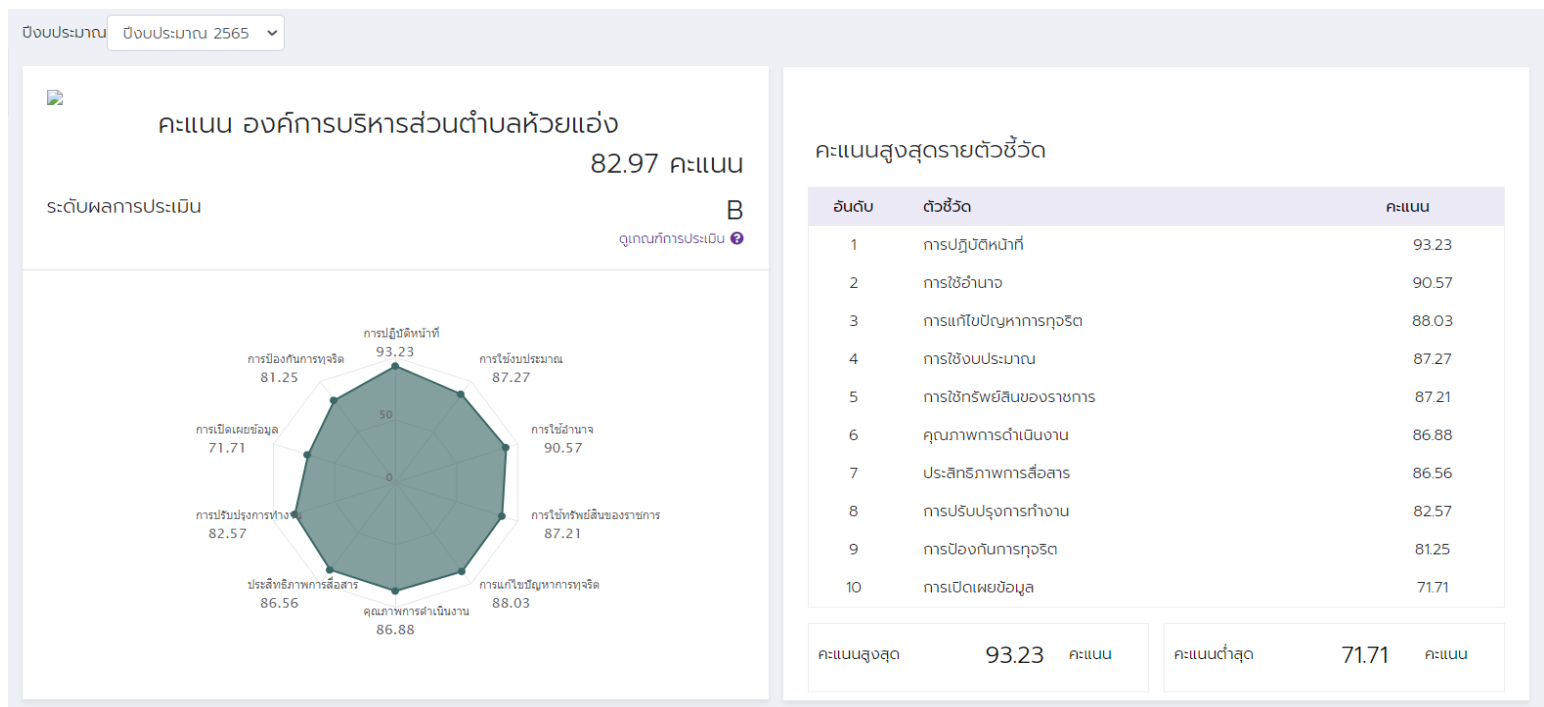 ปีงบประมาณ ปีงบประมาณ 2565
คะแนน องค์การบริหารส่วนตำบลห้วยแอ่ง
82.97 คะแนน
ระดับผลการประเมิน B
ดูเกณฑ์การประเมิน ?
การปฏิบัติหน้าที่
93.23
การใช้งบประมาณ
87.27
การใช้อำนาจ
90.57
การใช้ทรัพย์สินของราชการ
87.21
การแก้ไขปัญหาการทุจริต
88.03
คุณภาพการดำเนินงาน
86.88
ประสิทธิภาพการสื่อสาร
86.56
การปรับปรุงการทำงาน
82.57
การเปิดเผยข้อมูล
71.71
การป้องกันการทุจริต
81.25
50
0
คะแนนสูงสุดรายตัวชี้วัด
อันดับ ตัวชี้วัด คะแนน
1 การปฏิบัติหน้าที่ 93.23
2 การใช้อำนาจ 90.57
3 การแก้ไขปัญหาการทุจริต 88.03
4 การใช้งบประมาณ 87.27
5 การใช้ทรัพย์สินของราชการ 87.21
6 คุณภาพการดำเนินงาน 86.88
7 ประสิทธิภาพการสื่อสาร 86.56
8 การปรับปรุงการทำงาน 82.57
9 การป้องกันการทุจริต 81.25
10 การเปิดเผยข้อมูล 71.71
คะแนนสูงสุด 93.23 คะแนน
คะแนนต่ำสุด 71.71 คะแนน